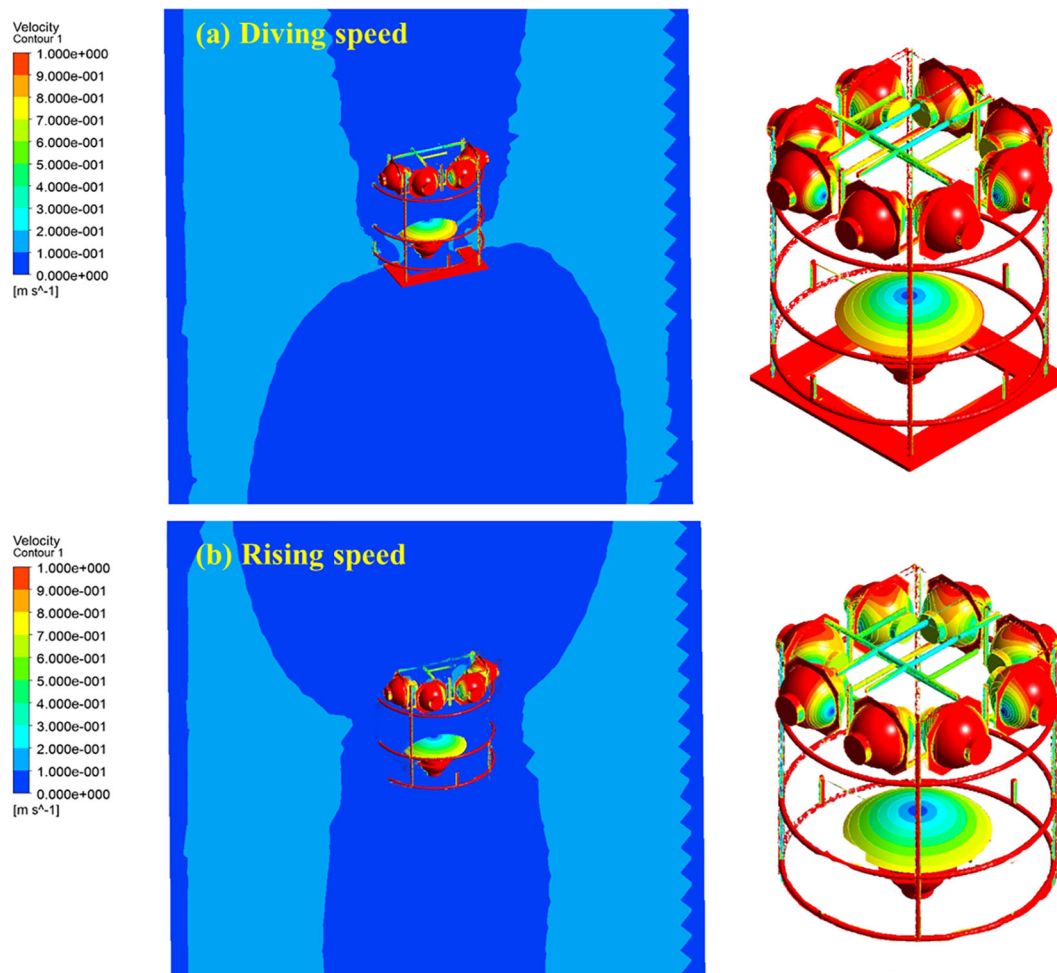 Velocity
Contour 1
1.000e+000
9.000e-001
8.000e-001
7.000e-001
6.000e-001
5.000e-001
4.000e-001
3.000e-001
2.000e-001
1.000e-001
0.000e+000
[m s^-1]
(a) Diving speed
Velocity
Contour 1
1.000e+000
9.000e-001
8.000e-001
7.000e-001
6.000e-001
5.000e-001
4.000e-001
3.000e-001
2.000e-001
1.000e-001
0.000e+000
[m s^-1]
(b) Rising speed